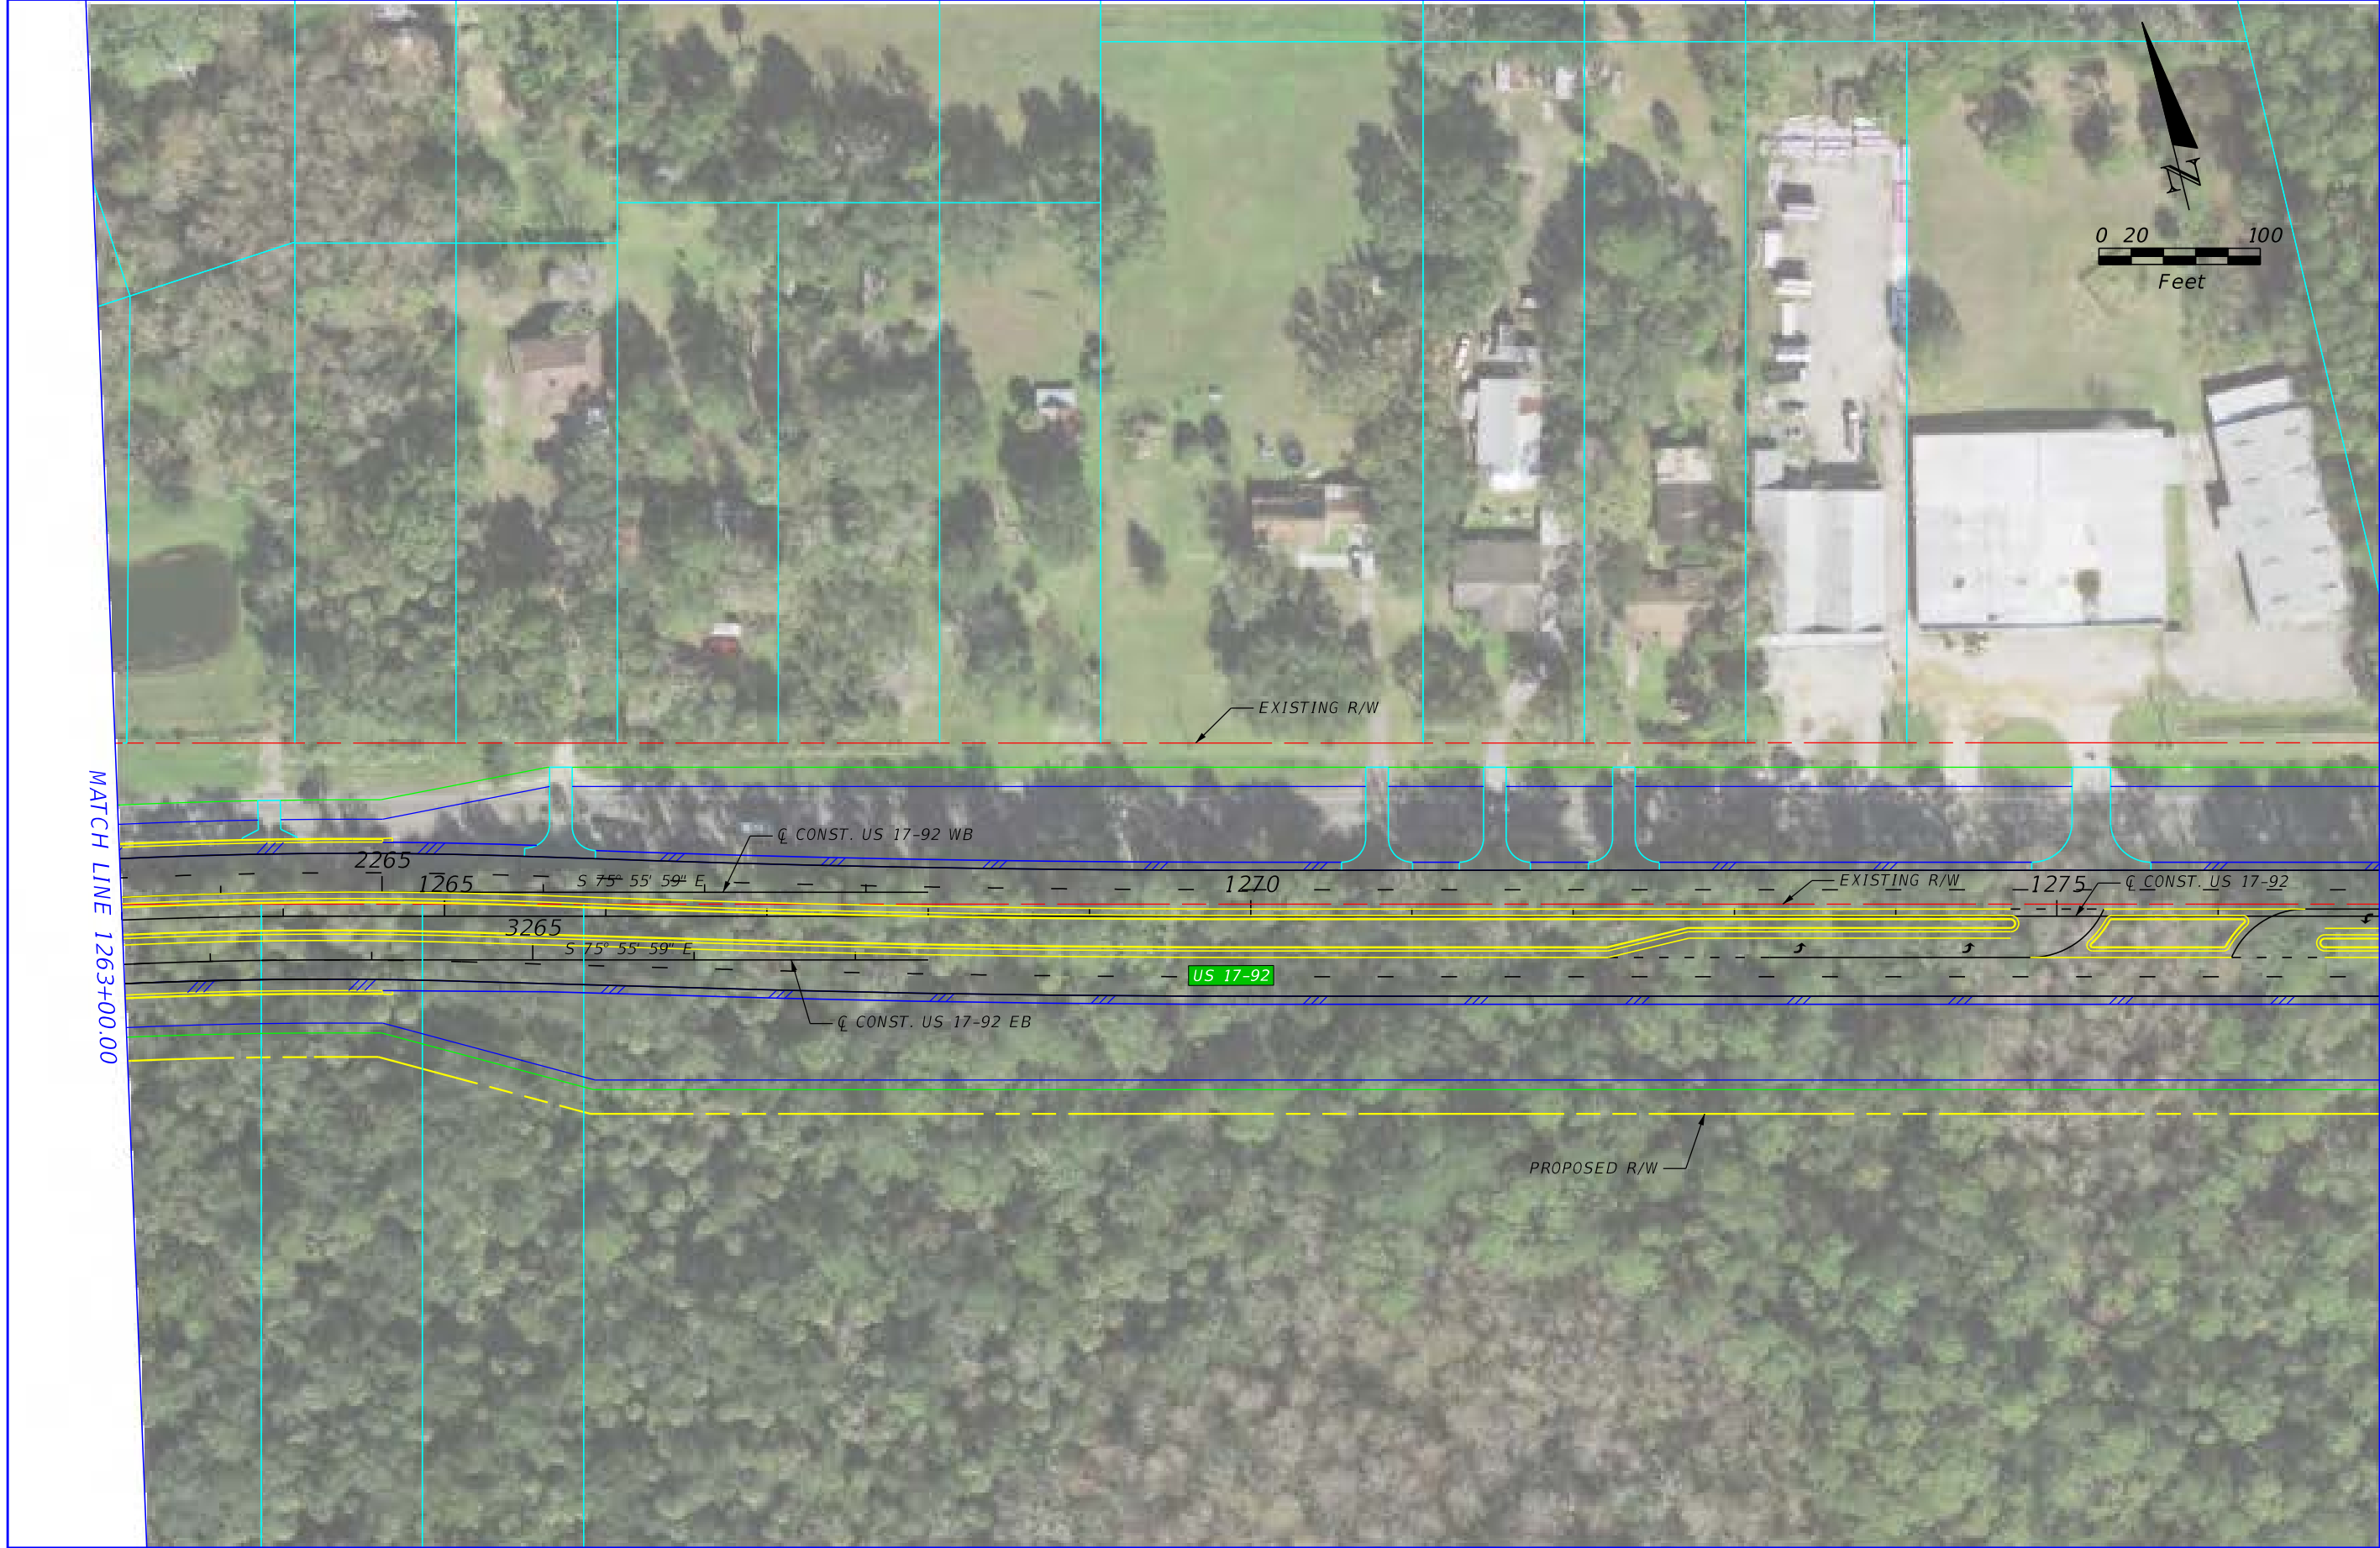 N
0 20 100
Feet
EXISTING R/W
MATCH LINE 1263+00.00
℄ CONST. US 17-92 WB
2265
1265
S 75° 55' 59" E
1270
EXISTING R/W
1275
℄ CONST. US 17-92
3265
S 75° 55' 59" E
US 17-92
℄ CONST. US 17-92 EB
PROPOSED R/W